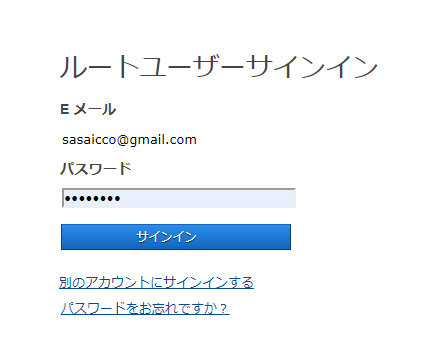 ルートユーザーサインイン
E メール
sasaicco@gmail.com
パスワード
••••••••
サインイン
別のアカウントにサインインする
パスワードをお忘れですか？